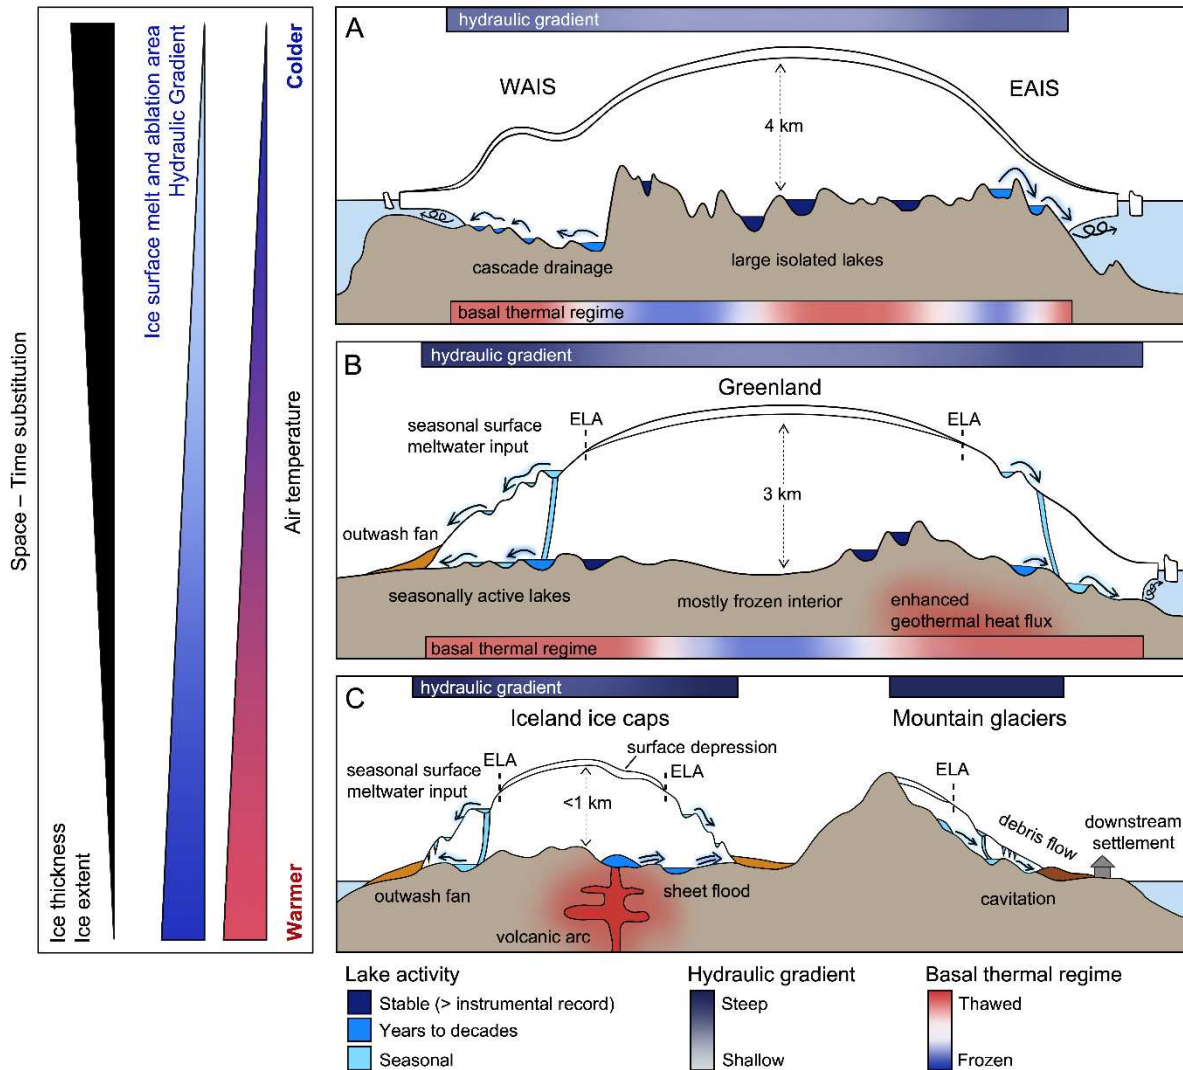 Space – Time substitution
Ice thickness
Ice extent
Ice surface melt and ablation area
Hydraulic Gradient
Air temperature
Colder
Warmer
A
hydraulic gradient
WAIS
EAIS
4 km
cascade drainage
large isolated lakes
basal thermal regime
B
hydraulic gradient
Greenland
ELA
ELA
seasonal surface
meltwater input
3 km
outwash fan
seasonally active lakes
mostly frozen interior
enhanced
geothermal heat flux
basal thermal regime
C
hydraulic gradient
Iceland ice caps
Mountain glaciers
surface depression
ELA
ELA
ELA
seasonal surface
meltwater input
<1 km
debris flow
downstream
settlement
outwash fan
sheet flood
cavitation
volcanic arc
Lake activity
Stable (> instrumental record)
Years to decades
Seasonal
Hydraulic gradient
Steep
Shallow
Basal thermal regime
Thawed
Frozen